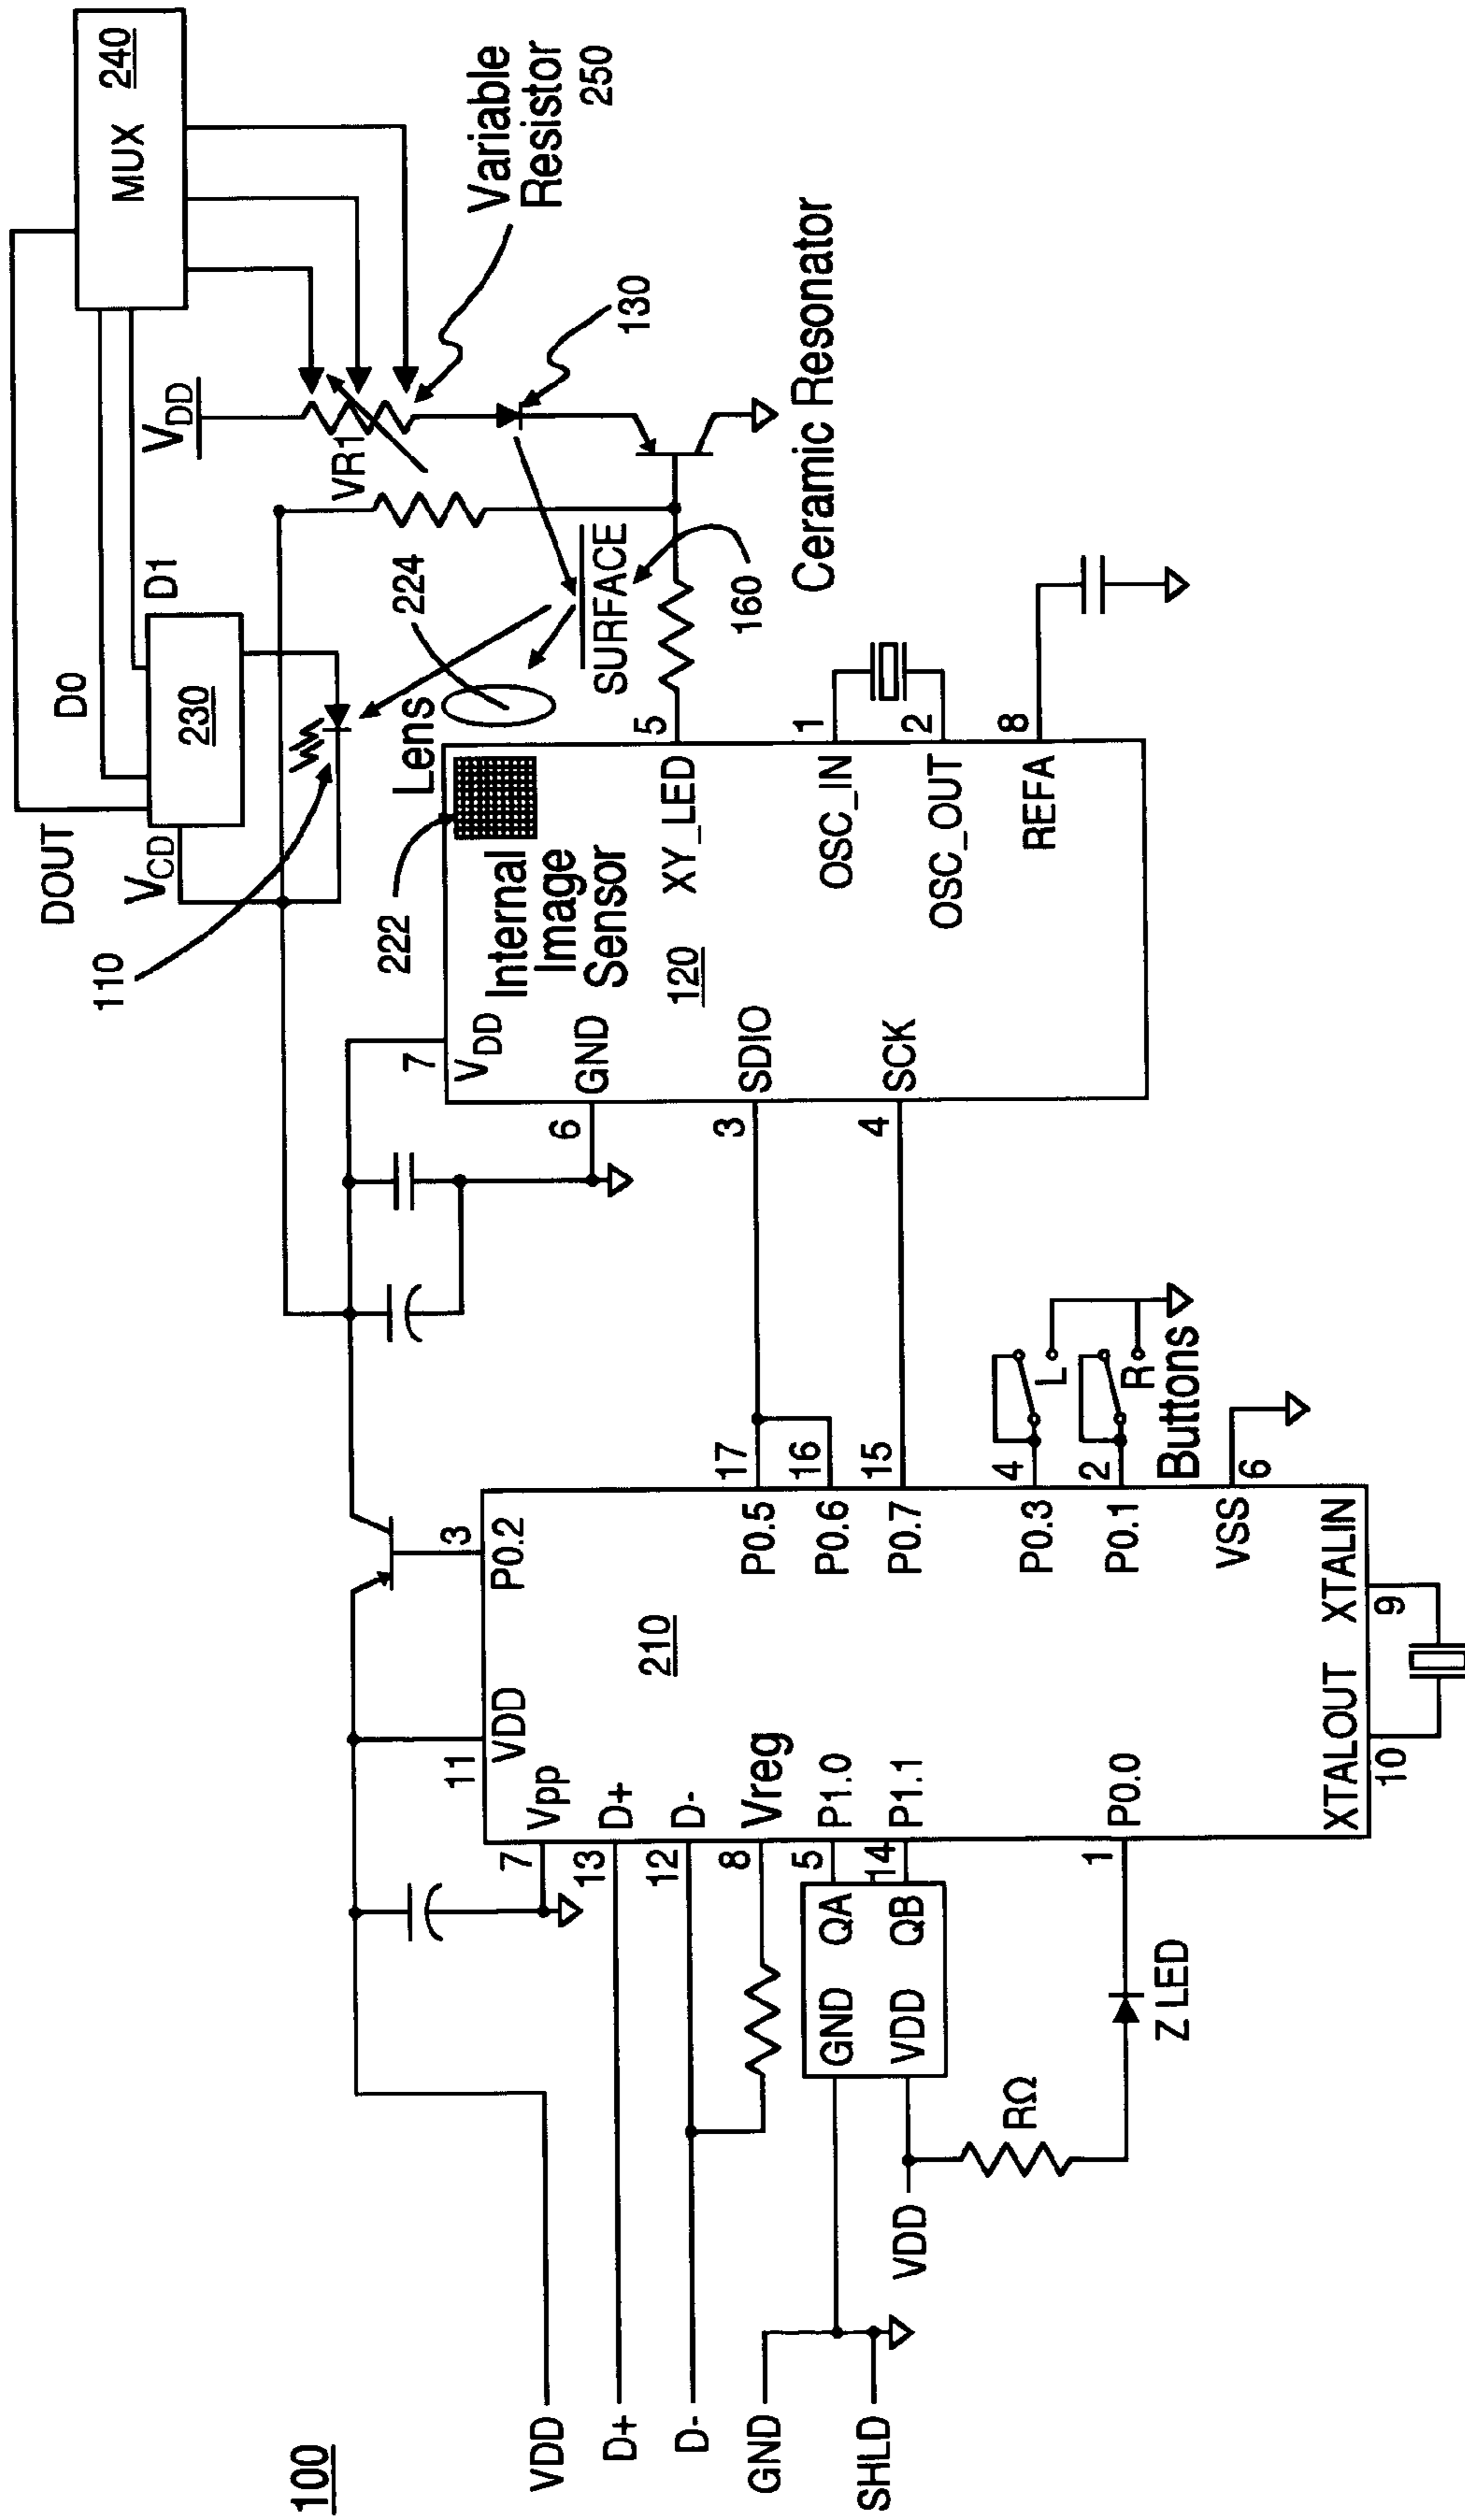 100
VDD
D+
D-
GND
SHLD
VDD
RΩ
Z LED
GND QA
VDD QB
7
13
12
8
5
14
1
11
VDD
Vpp
D+
D-
Vreg
P1.0
P1.1
P0.0
XTALOUT XTALIN
10
9
210
3
P0.2
P0.5
P0.6
P0.7
P0.3
P0.1
VSS
17
16
15
4
2
6
L
R
Buttons
6
3
4
7
VDD
GND
SDIO
SCK
Internal
Image
Sensor
120
222
XY_LED
OSC_IN
OSC_OUT
REFA
5
1
2
8
Lens
224
SURFACE
160
Ceramic Resonator
110
DOUT
VCD
D0
D1
230
VR1
VDD
130
Variable
Resistor
250
MUX
240